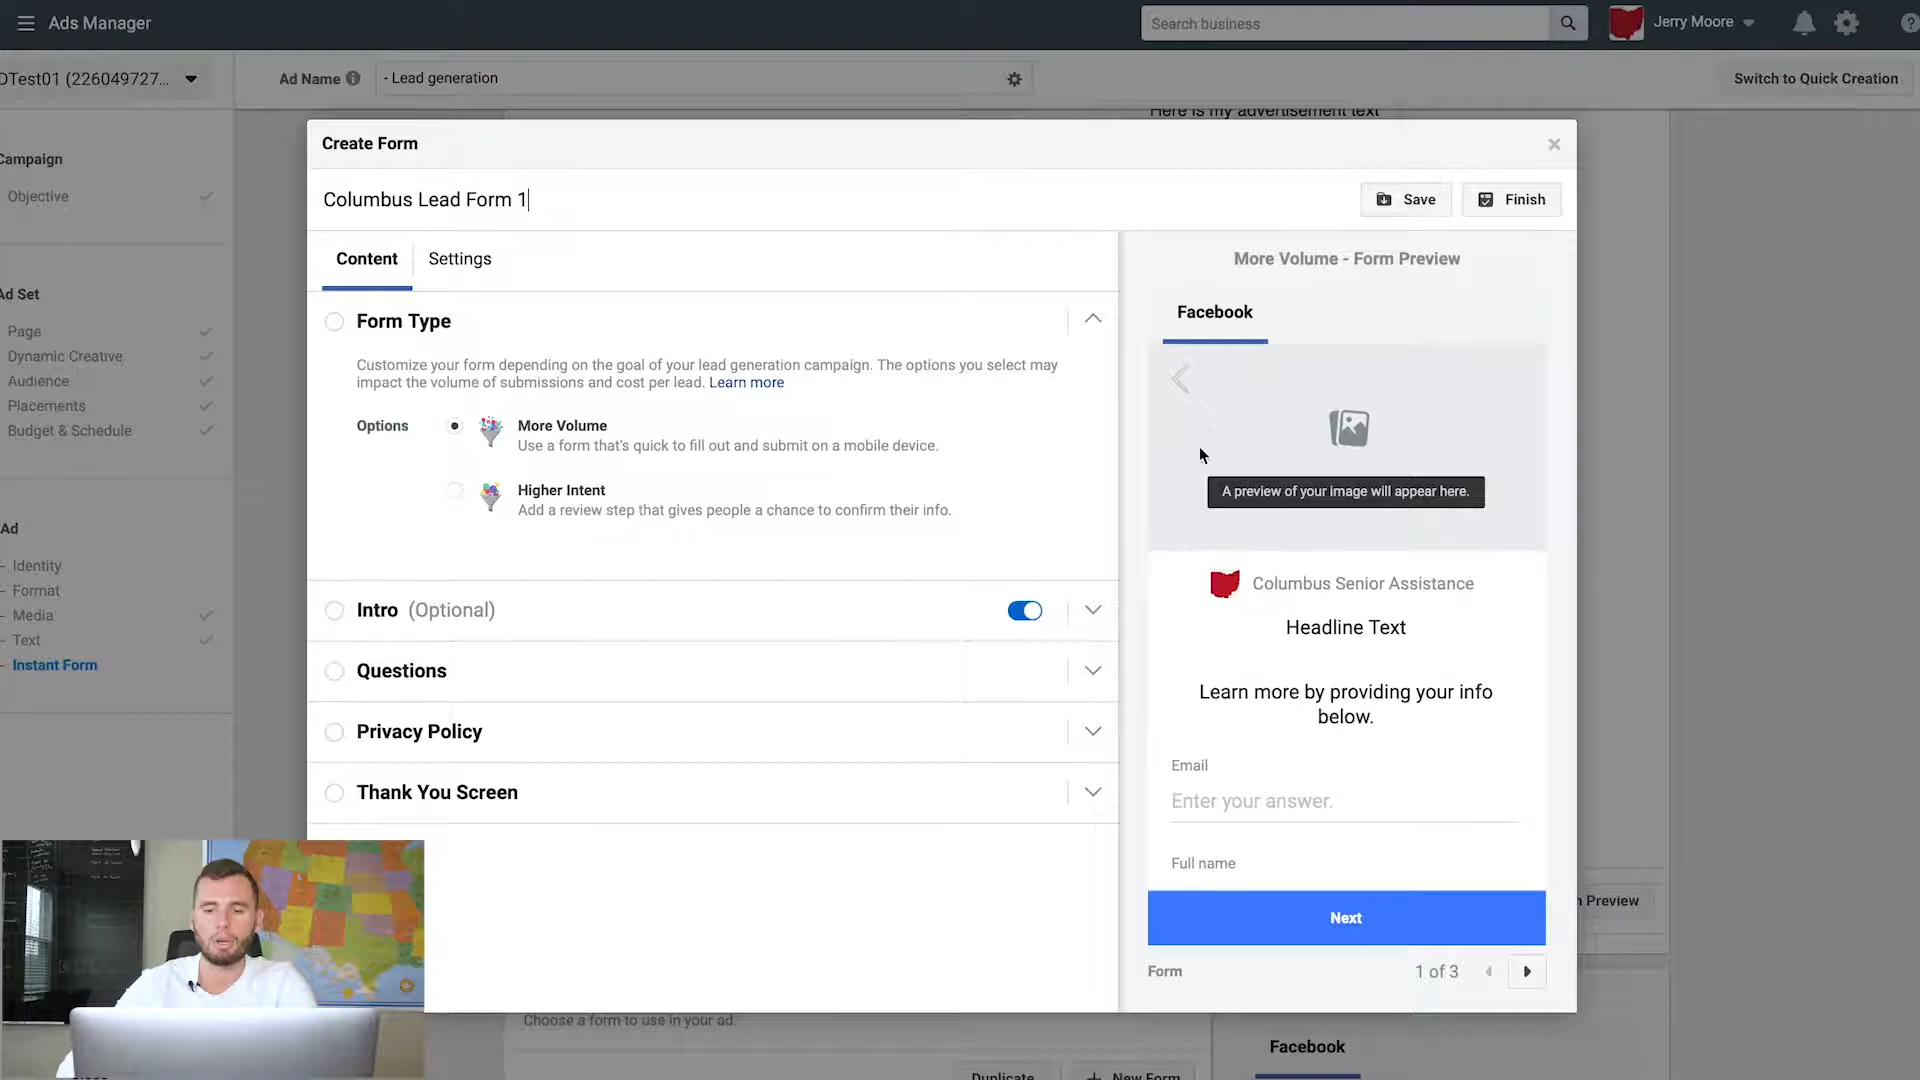 Ads Manager
Search business
Jerry Moore
DTest01 (226049727...
Ad Name
- Lead generation
Switch to Quick Creation
Here is my advertisement text
Campaign
Objective
Ad Set
Page
Dynamic Creative
Audience
Placements
Budget & Schedule
Ad
Identity
Format
Media
Text
Instant Form
Create Form
Columbus Lead Form 1
Save
Finish
Content
Settings
Form Type
Customize your form depending on the goal of your lead generation campaign. The options you select may
impact the volume of submissions and cost per lead. Learn more
Options
More Volume
Use a form that's quick to fill out and submit on a mobile device.
Higher Intent
Add a review step that gives people a chance to confirm their info.
Intro (Optional)
Questions
Privacy Policy
Thank You Screen
More Volume - Form Preview
Facebook
A preview of your image will appear here.
Columbus Senior Assistance
Headline Text
Learn more by providing your info
below.
Email
Enter your answer.
Full name
Next
Form
1 of 3
Preview
Choose a form to use in your ad.
Duplicate
New Form
Facebook